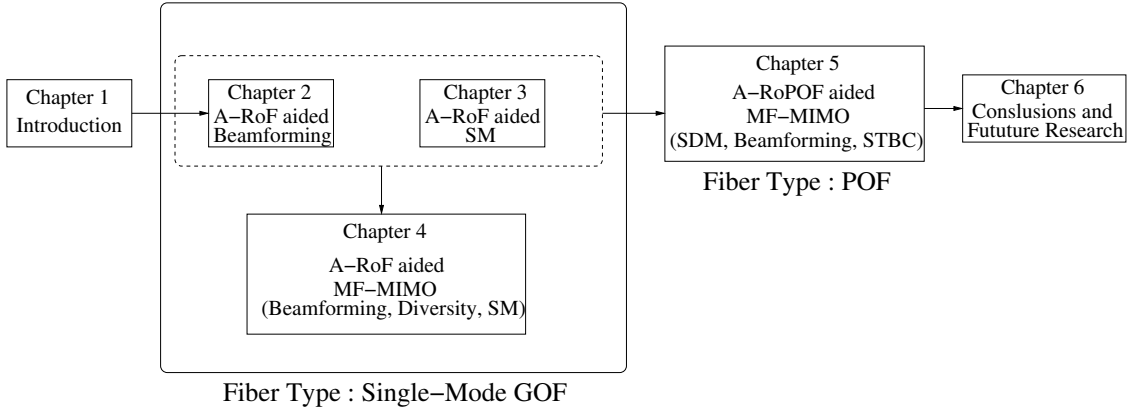 Chapter 1
Introduction
Chapter 2
A−RoF aided
Beamforming
Chapter 3
A−RoF aided
SM
Chapter 4
A−RoF aided
MF−MIMO
(Beamforming, Diversity, SM)
Fiber Type : Single−Mode GOF
Chapter 5
A−RoPOF aided
MF−MIMO
(SDM, Beamforming, STBC)
Fiber Type : POF
Chapter 6
Conslusions and
Fututure Research